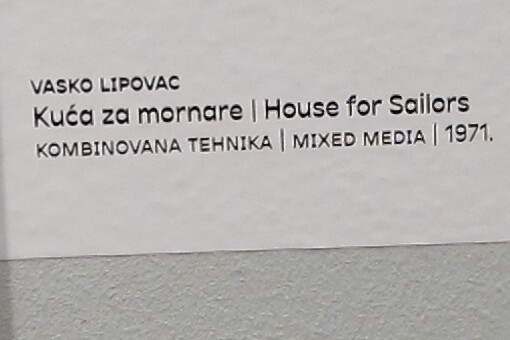 VASKO LIPOVAC
Kuća za mornare | House for Sailors
KOMBINOVANA TEHNIKA | MIXED MEDIA | 1971.